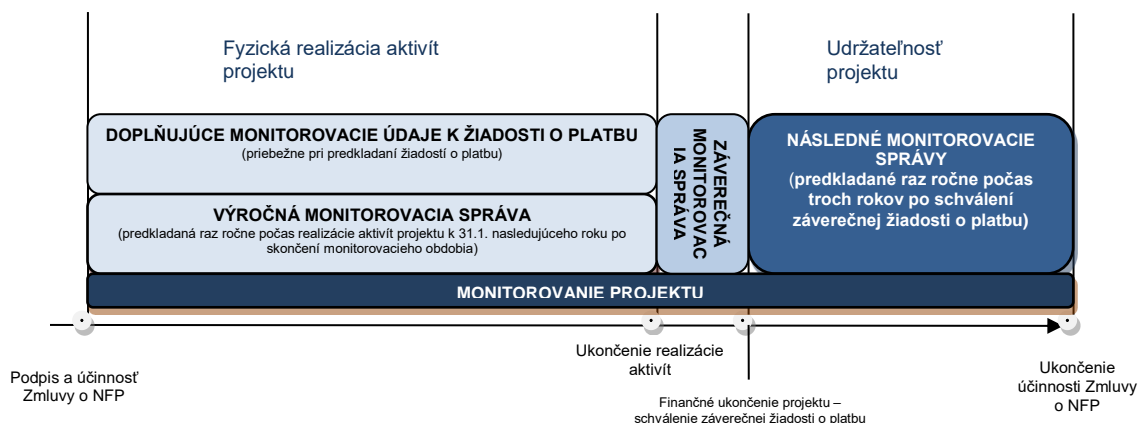 Fyzická realizácia aktivít
projektu
Udržateľnosť
projektu
DOPLŇUJÚCE MONITOROVACIE ÚDAJE K ŽIADOSTI O PLATBU
(priebežne pri predkladaní žiadostí o platbu)
VÝROČNÁ MONITOROVACIA SPRÁVA
(predkladaná raz ročne počas realizácie aktivít projektu k 31.1. nasledujúceho roku po
skončení monitorovacieho obdobia)
ZÁVEREČNÁ
MONITOROVAC
IA SPRÁVA
NÁSLEDNÉ MONITOROVACIE
SPRÁVY
(predkladané raz ročne počas
troch rokov po schválení
záverečnej žiadosti o platbu)
MONITOROVANIE PROJEKTU
Podpis a účinnosť
Zmluvy o NFP
Ukončenie realizácie
aktivít
Finančné ukončenie projektu –
schválenie záverečnej žiadosti o platbu
Ukončenie
účinnosti Zmluvy
o NFP